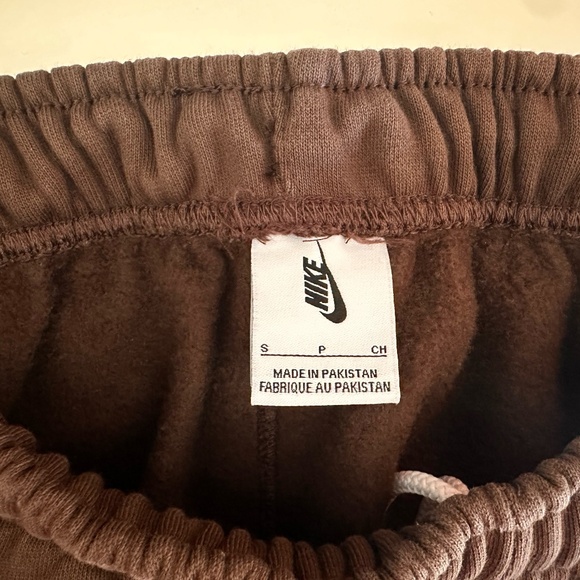 NIKE
S P CH
MADE IN PAKISTAN
FABRIQUE AU PAKISTAN